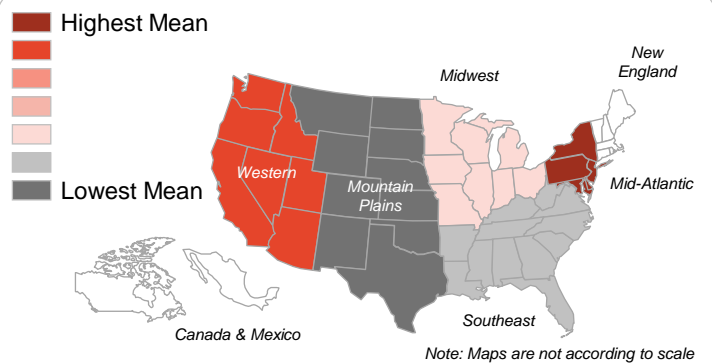 Highest Mean
New
England
Midwest
Western
Mountain
Plains
Lowest Mean
Mid-Atlantic
Southeast
Canada & Mexico
Note: Maps are not according to scale